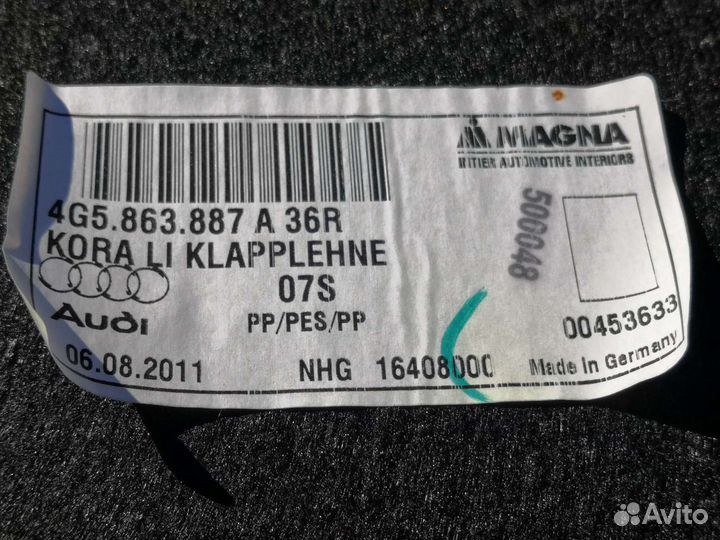 MAGNA
INTIER AUTOMOTIVE INTERIORS
4G5.863.887 A 36R
KORA LI KLAPPLEHNE
07S
500048
Audi
PP/PES/PP
00453633
06.08.2011
NHG 16408000
Made in Germany
Avito